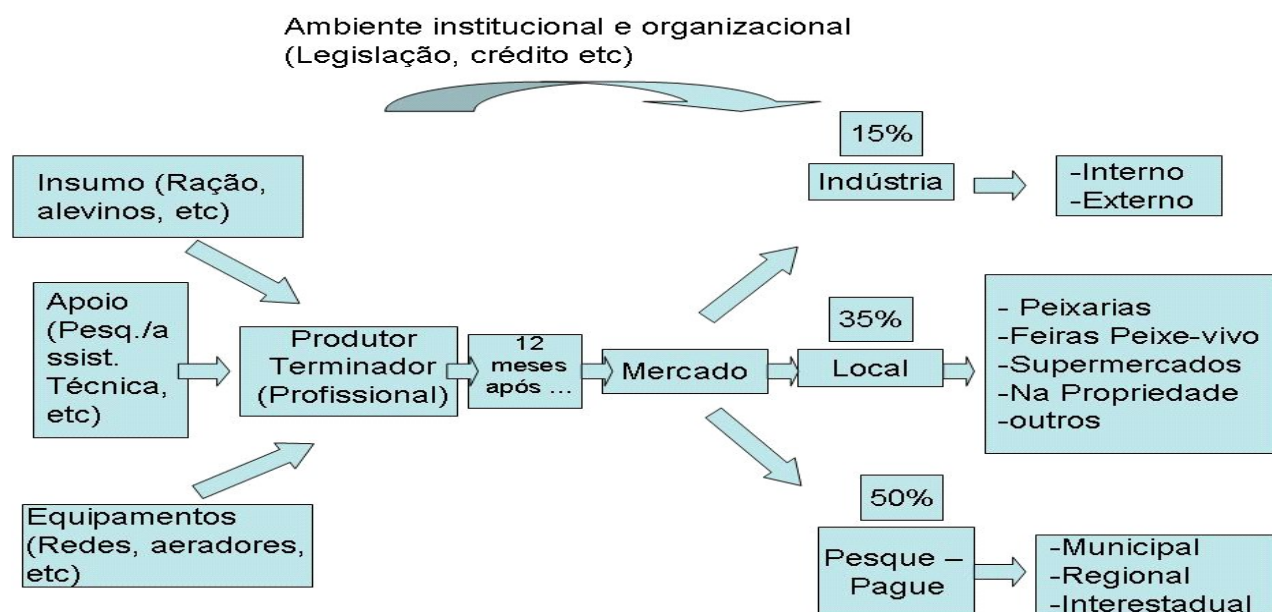 Ambiente institucional e organizacional
(Legislação, crédito etc)
Insumo (Ração,
alevinos, etc)
Apoio
(Pesq./a
ssist.
Técnica,
etc)
Equipamentos
(Redes, aeradores,
etc)
Produtor
Terminador
(Profissional)
12
meses
após ...
Mercado
15%
Indústria
-Interno
-Externo
35%
Local
- Peixarias
-Feiras Peixe-vivo
-Supermercados
-Na Propriedade
-outros
50%
Pesque –
Pague
-Municipal
-Regional
-Interestadual